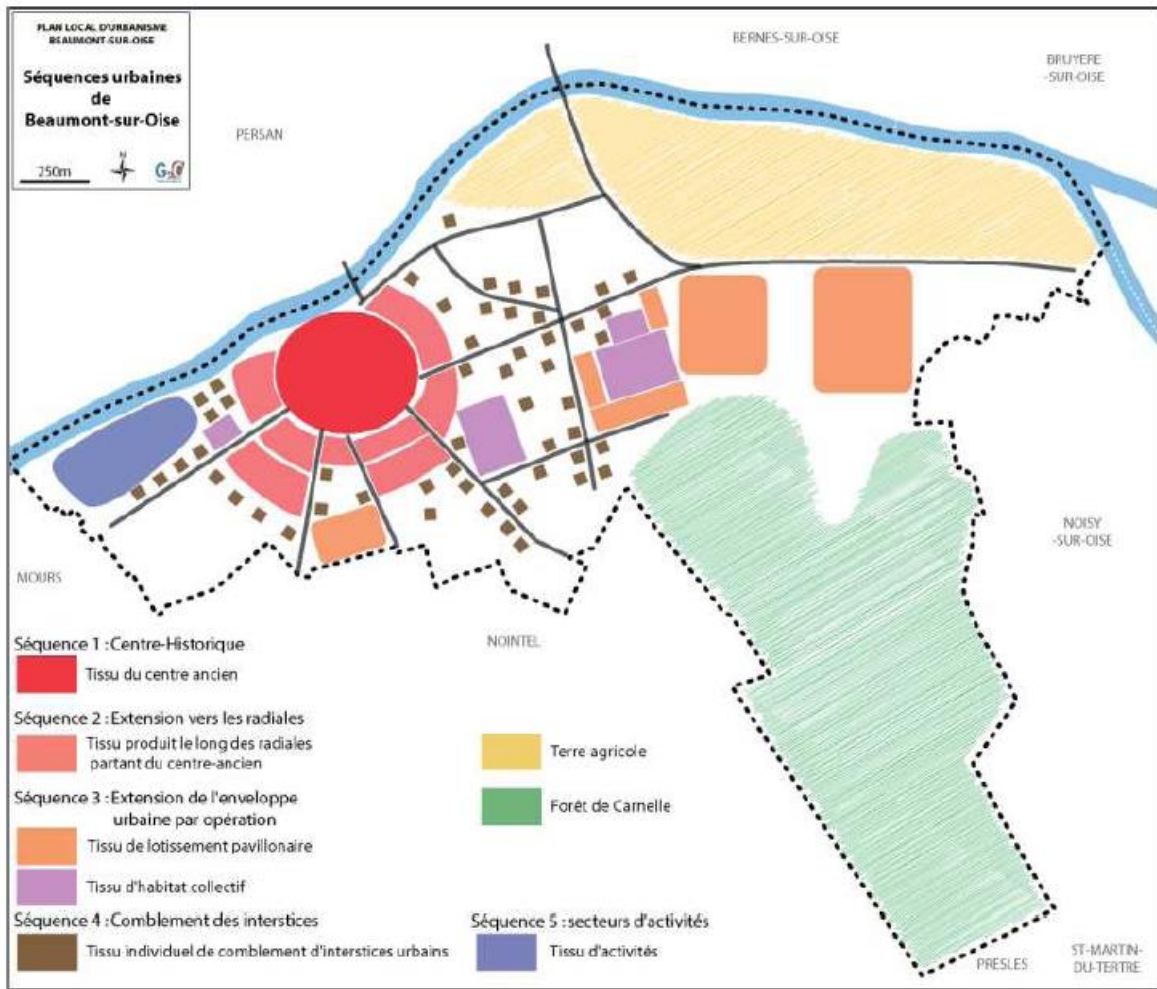 PLAN LOCAL D'URBANISME
BEAUMONT-SUR-OISE
Séquences urbaines
de
Beaumont-sur-Oise
250m
N
BERNES-SUR-OISE
BRUYERE
-SUR-OISE
PERSAN
NOISY
-SUR-OISE
MOURS
NOINTEL
Séquence 1 : Centre-Historique
Tissu du centre ancien
Séquence 2 : Extension vers les radiales
Tissu produit le long des radiales
partant du centre-ancien
Séquence 3 : Extension de l'enveloppe
urbaine par opération
Tissu de lotissement pavillonaire
Tissu d'habitat collectif
Séquence 4 : Comblement des interstices
Tissu individuel de comblement d'interstices urbains
Terre agricole
Forêt de Carnelle
Séquence 5 : secteurs d'activités
Tissu d'activités
PRESLES
ST-MARTIN-
DU-TERTRE